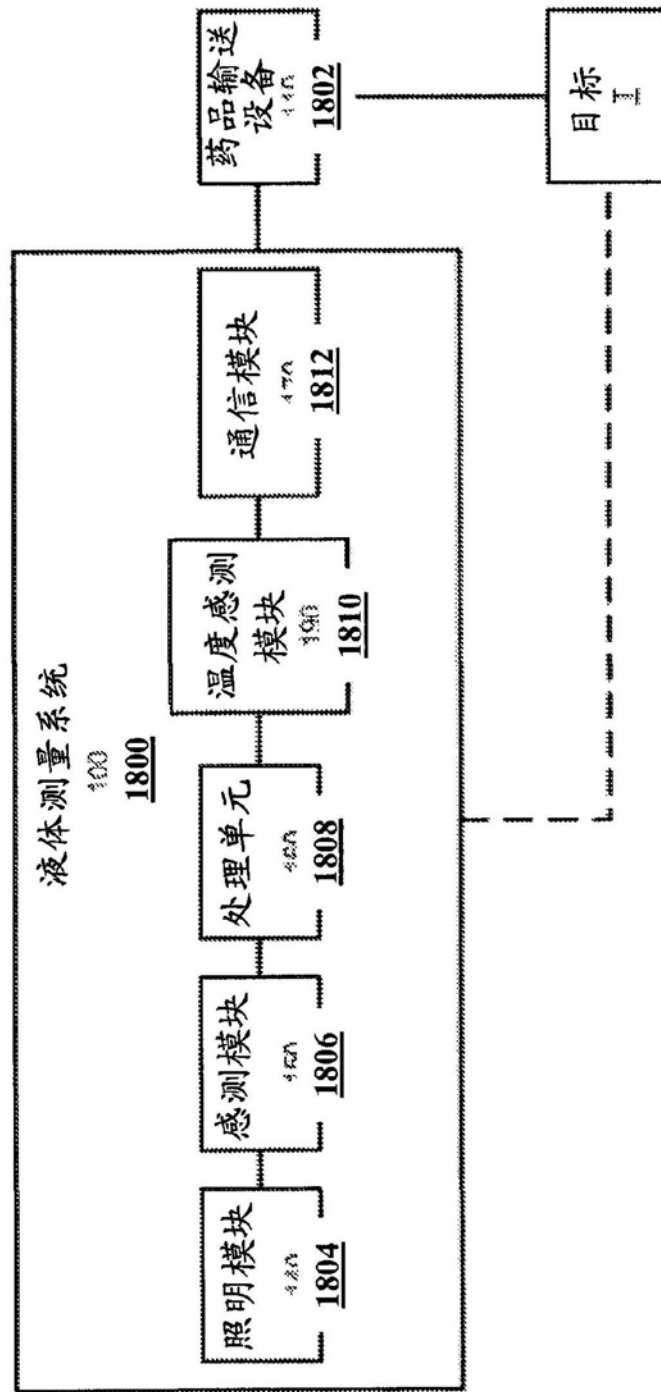 液体测量系统
100
1800
照明模块
1804
感测模块
1806
处理单元
1808
温度感测
模块
190
1810
通信模块
1812
药品输送
设备
1802
目标
T